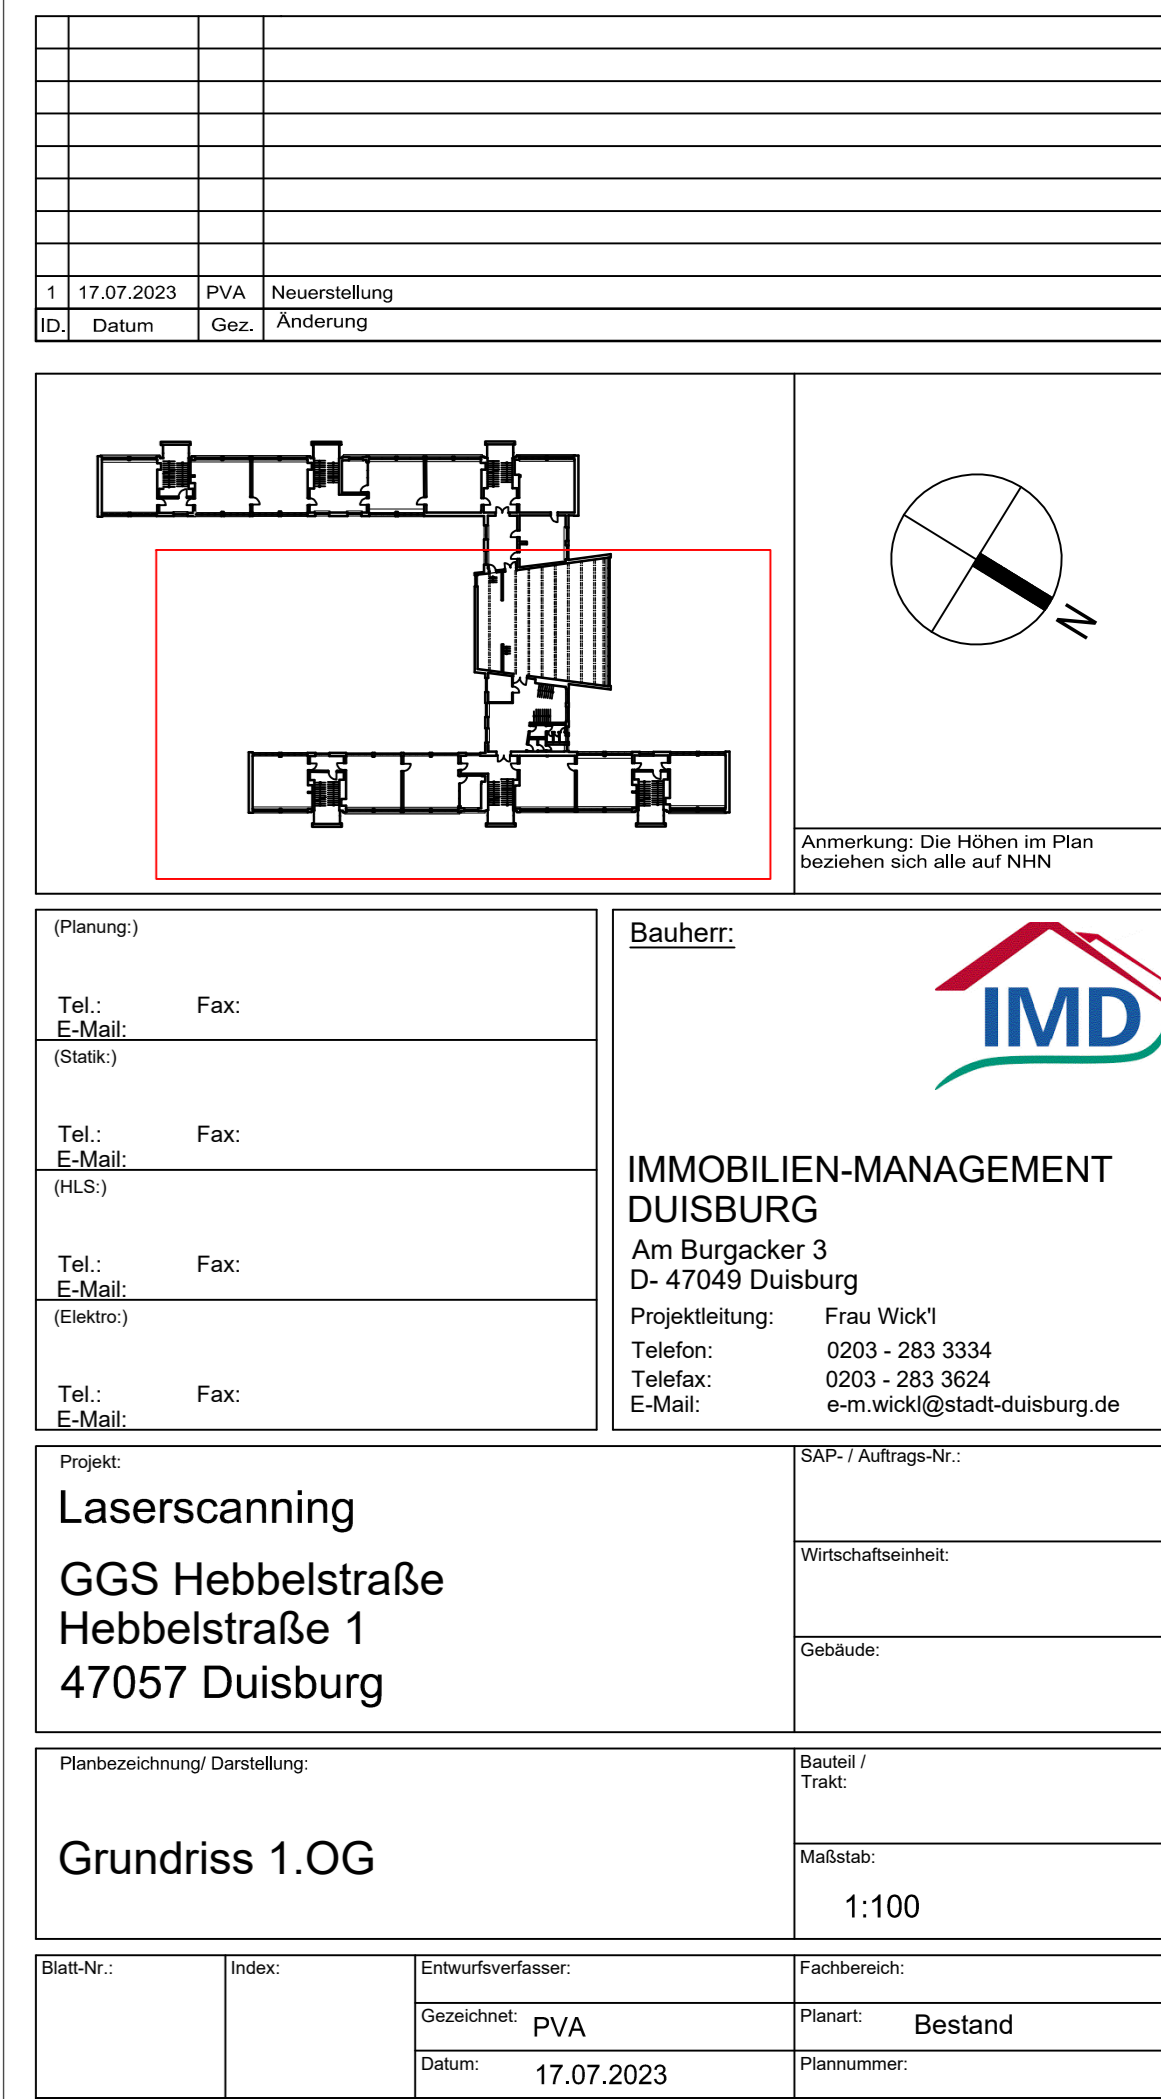 1 17.07.2023 PVA Neuerstellung
ID. Datum Gez. Änderung
N
Anmerkung: Die Höhen im Plan
beziehen sich alle auf NHN
(Planung:)
Tel.: Fax:
E-Mail:
(Statik:)
Tel.: Fax:
E-Mail:
(HLS:)
Tel.: Fax:
E-Mail:
(Elektro:)
Tel.: Fax:
E-Mail:
Bauherr:
IMD
IMMOBILIEN-MANAGEMENT
DUISBURG
Am Burgacker 3
D- 47049 Duisburg
Projektleitung: Frau Wick'l
Telefon: 0203 - 283 3334
Telefax: 0203 - 283 3624
E-Mail: e-m.wickl@stadt-duisburg.de
Projekt:
Laserscanning
GGS Hebbelstraße
Hebbelstraße 1
47057 Duisburg
SAP- / Auftrags-Nr.:
Wirtschaftseinheit:
Gebäude:
Planbezeichnung/ Darstellung:
Grundriss 1.OG
Bauteil /
Trakt:
Maßstab:
1:100
Blatt-Nr.: Index: Entwurfsverfasser: Fachbereich:
Gezeichnet: PVA Planart: Bestand
Datum: 17.07.2023 Plannummer: